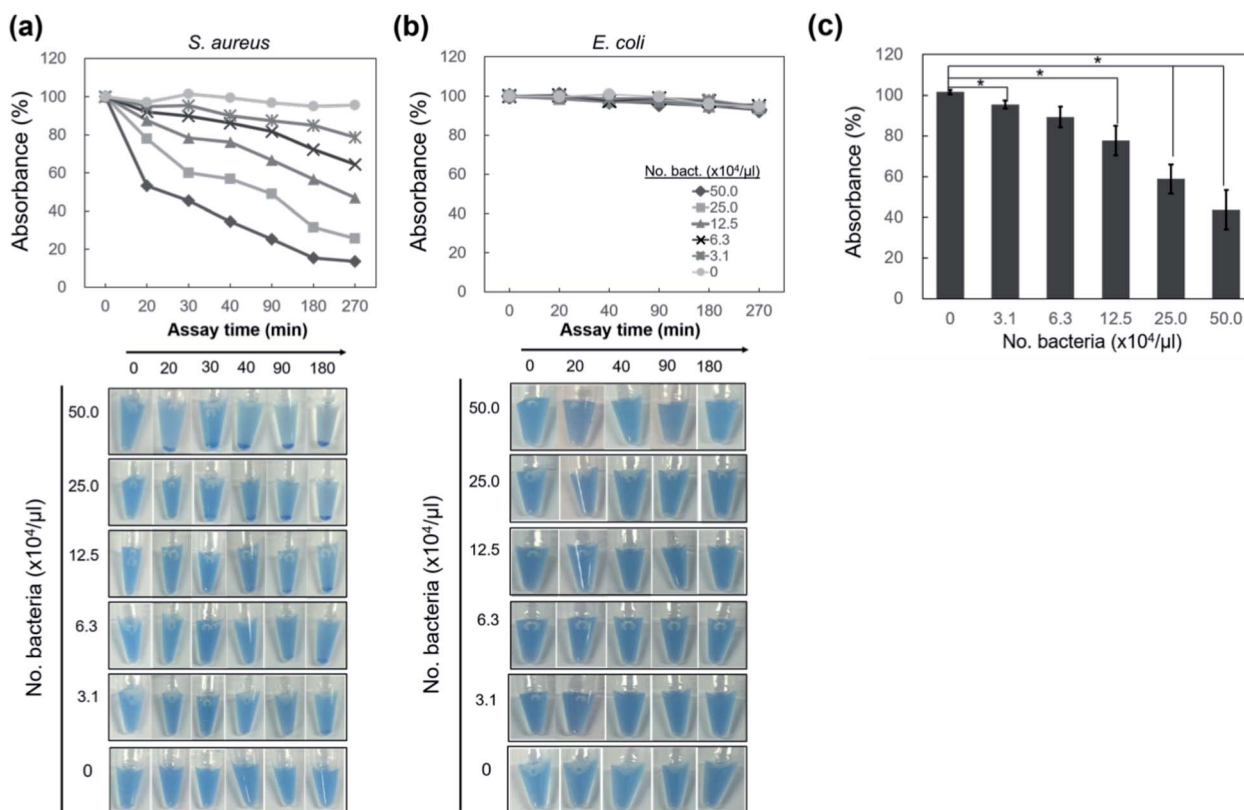 (a)
S. aureus
120
100
80
60
40
20
0
Absorbance (%)
0 20 30 40 90 180 270
Assay time (min)
0 20 30 40 90 180
No. bacteria (x10⁴/µl)
50.0
25.0
12.5
6.3
3.1
0
(b)
E. coli
120
100
80
60
40
20
0
Absorbance (%)
No. bact. (x10⁴/µl)
50.0
25.0
12.5
6.3
3.1
0
0 20 40 90 180 270
Assay time (min)
0 20 40 90 180
No. bacteria (x10⁴/µl)
50.0
25.0
12.5
6.3
3.1
0
(c)
120
100
80
60
40
20
0
Absorbance (%)
*
*
*
0 3.1 6.3 12.5 25.0 50.0
No. bacteria (x10⁴/µl)